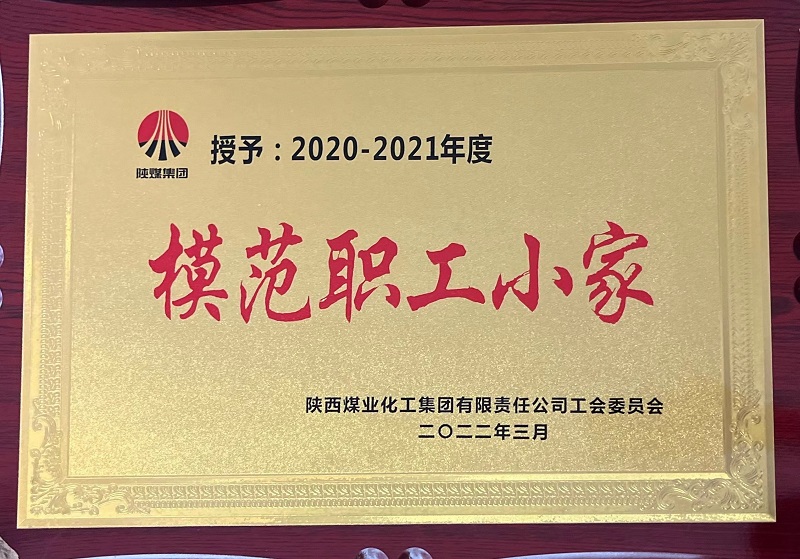 陕煤集团
授予：2020-2021年度
模范职工小家
陕西煤业化工集团有限责任公司工会委员会
二〇二二年三月